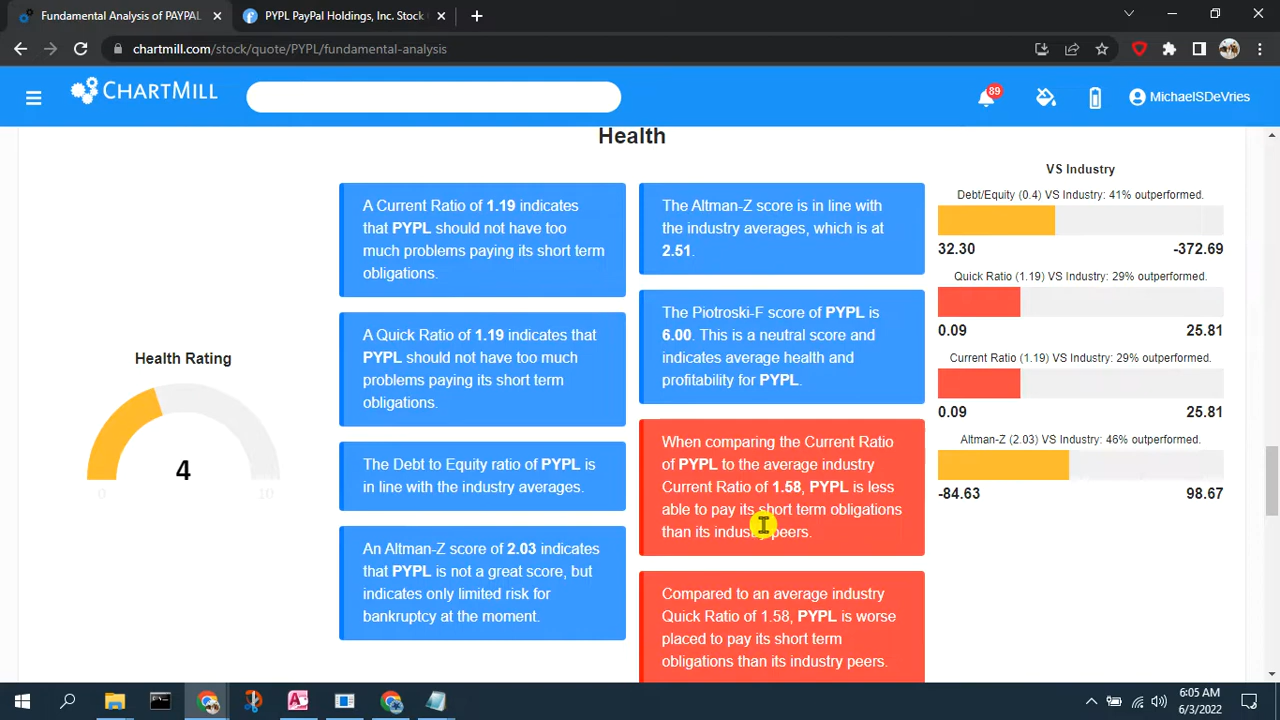 Fundamental Analysis of PAYPAL
PYPL PayPal Holdings, Inc. Stock
chartmill.com/stock/quote/PYPL/fundamental-analysis
CHARTMILL
89
MichaelSDeVries
Health
Health Rating
4
0
10
A Current Ratio of 1.19 indicates
that PYPL should not have too
much problems paying its short term
obligations.
A Quick Ratio of 1.19 indicates that
PYPL should not have too much
problems paying its short term
obligations.
The Debt to Equity ratio of PYPL is
in line with the industry averages.
An Altman-Z score of 2.03 indicates
that PYPL is not a great score, but
indicates only limited risk for
bankruptcy at the moment.
The Altman-Z score is in line with
the industry averages, which is at
2.51.
The Piotroski-F score of PYPL is
6.00. This is a neutral score and
indicates average health and
profitability for PYPL.
When comparing the Current Ratio
of PYPL to the average industry
Current Ratio of 1.58, PYPL is less
able to pay its short term obligations
than its industry peers.
Compared to an average industry
Quick Ratio of 1.58, PYPL is worse
placed to pay its short term
obligations than its industry peers.
VS Industry
Debt/Equity (0.4) VS Industry: 41% outperformed.
32.30
-372.69
Quick Ratio (1.19) VS Industry: 29% outperformed.
0.09
25.81
Current Ratio (1.19) VS Industry: 29% outperformed.
0.09
25.81
Altman-Z (2.03) VS Industry: 46% outperformed.
-84.63
98.67
6:05 AM
6/3/2022